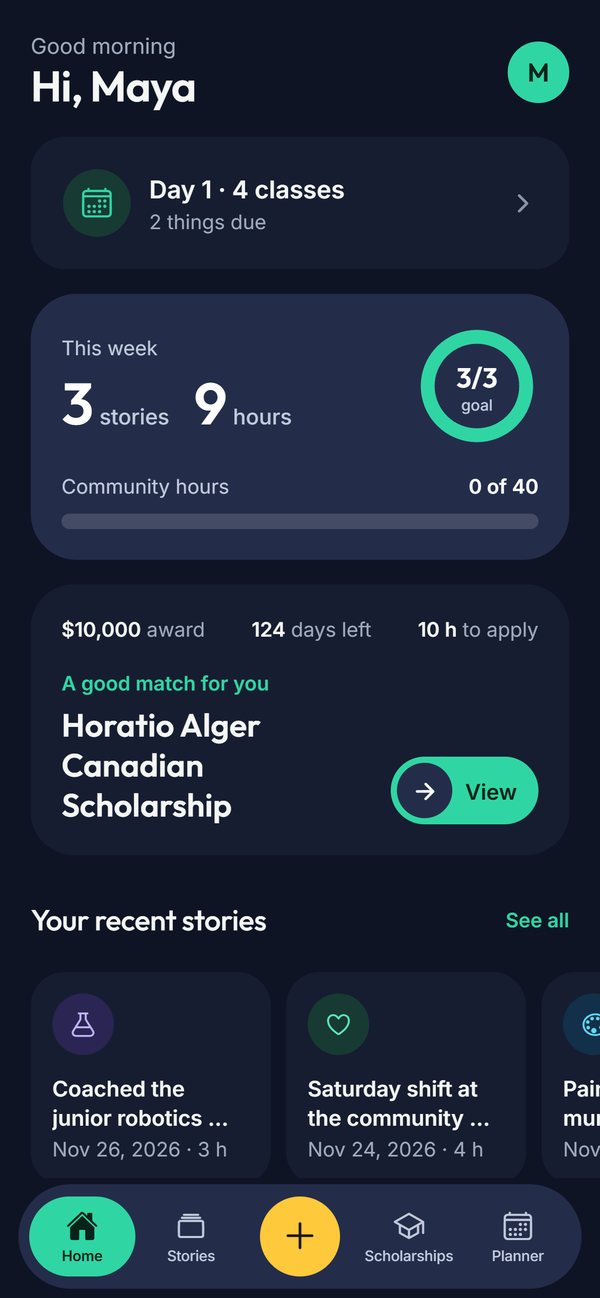 Good morning
Hi, Maya
M
Day 1 · 4 classes
2 things due
This week
3 stories 9 hours
3/3
goal
Community hours 0 of 40
$10,000 award 124 days left 10 h to apply
A good match for you
Horatio Alger
Canadian
Scholarship
View
Your recent stories See all
Coached the
junior robotics ...
Nov 26, 2026 · 3 h
Saturday shift at
the community ...
Nov 24, 2026 · 4 h
Pain
mur
Nov
Home Stories Scholarships Planner